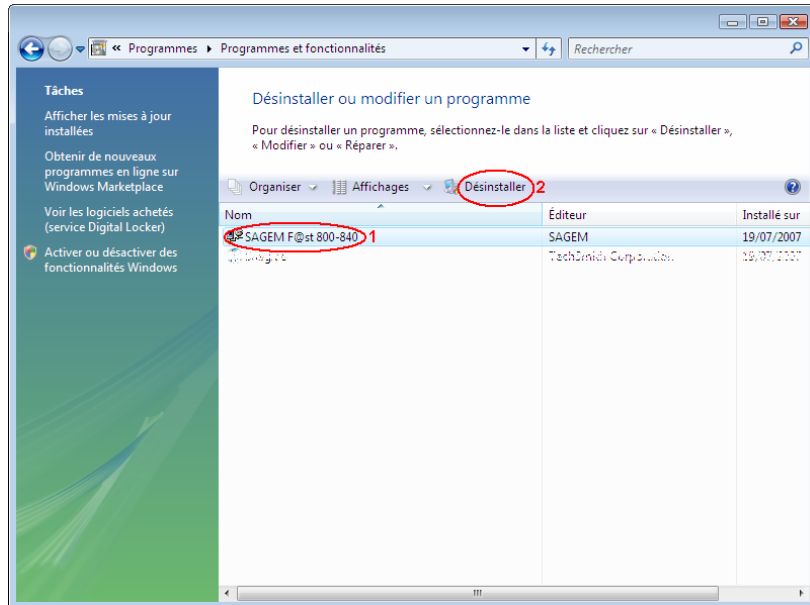 « Programmes Programmes et fonctionnalités
Rechercher
Tâches
Afficher les mises à jour
installées
Obtenir de nouveaux
programmes en ligne sur
Windows Marketplace
Voir les logiciels achetés
(service Digital Locker)
Activer ou désactiver des
fonctionnalités Windows
Désinstaller ou modifier un programme
Pour désinstaller un programme, sélectionnez-le dans la liste et cliquez sur « Désinstaller »,
« Modifier » ou « Réparer ».
Organiser Affichages Désinstaller 2
Nom Éditeur Installé sur
SAGEM F@st 800-840 1 SAGEM 19/07/2007